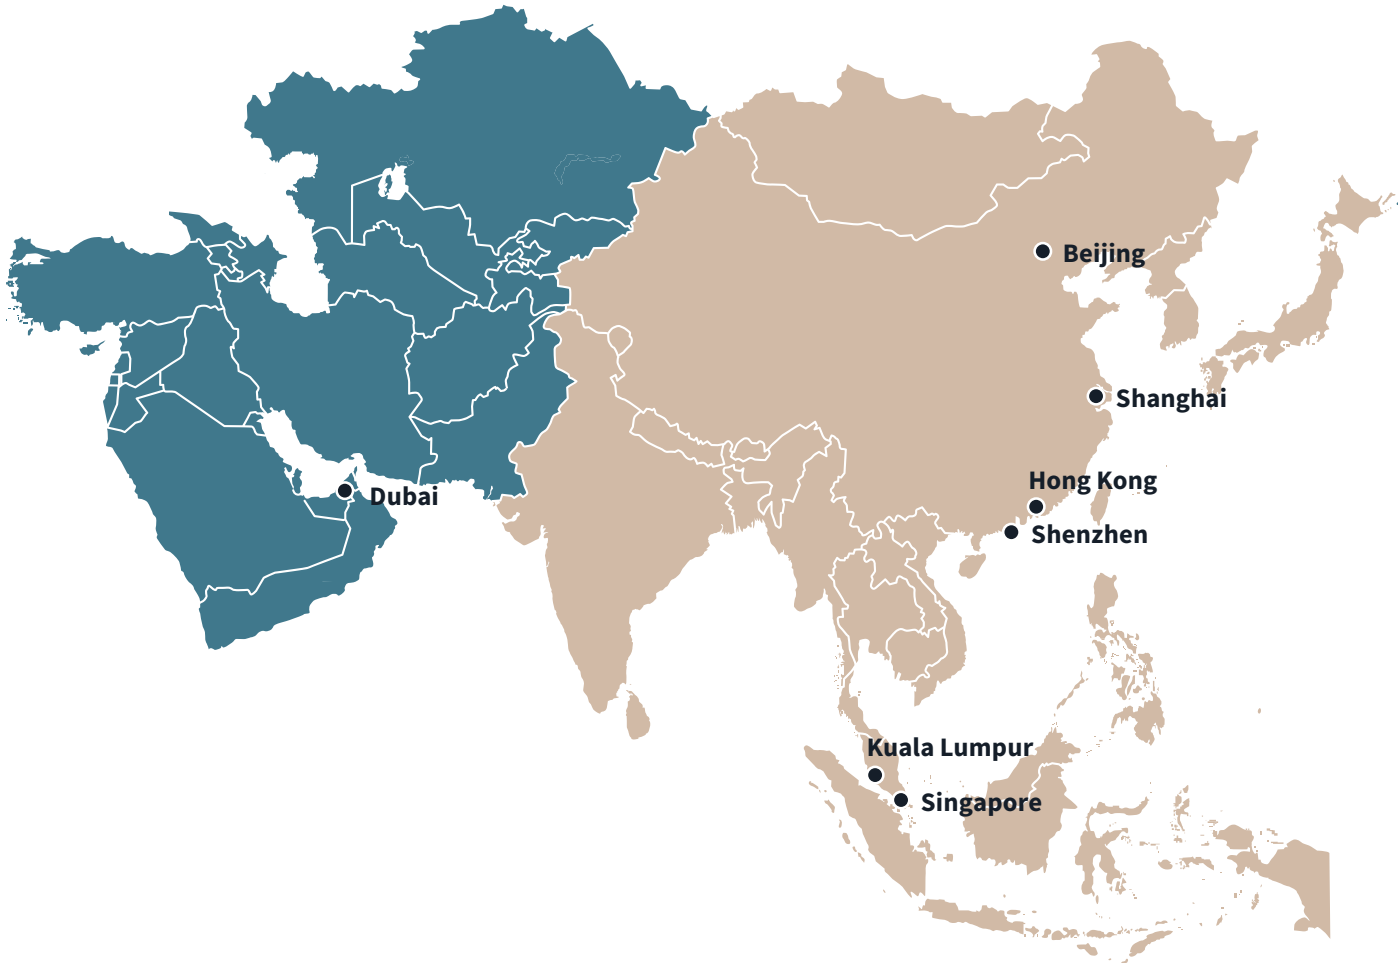 Beijing
Shanghai
Hong Kong
Dubai
Shenzhen
Kuala Lumpur
Singapore